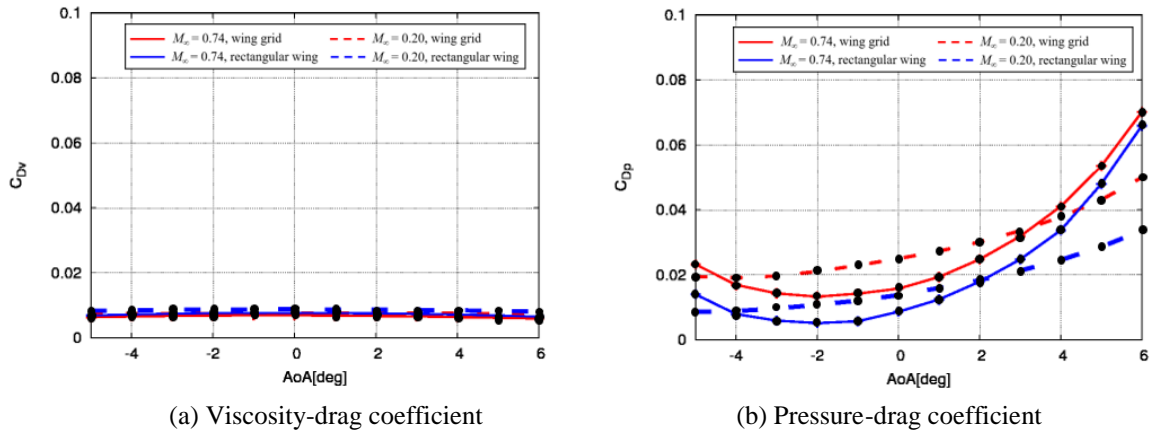 0.1
0.08
0.06
0.04
0.02
0
C_Dv
M∞ = 0.74, wing grid
M∞ = 0.20, wing grid
M∞ = 0.74, rectangular wing
M∞ = 0.20, rectangular wing
-4 -2 0 2 4 6
AoA[deg]
(a) Viscosity-drag coefficient
0.1
0.08
0.06
0.04
0.02
0
C_Dp
M∞ = 0.74, wing grid
M∞ = 0.20, wing grid
M∞ = 0.74, rectangular wing
M∞ = 0.20, rectangular wing
-4 -2 0 2 4 6
AoA[deg]
(b) Pressure-drag coefficient